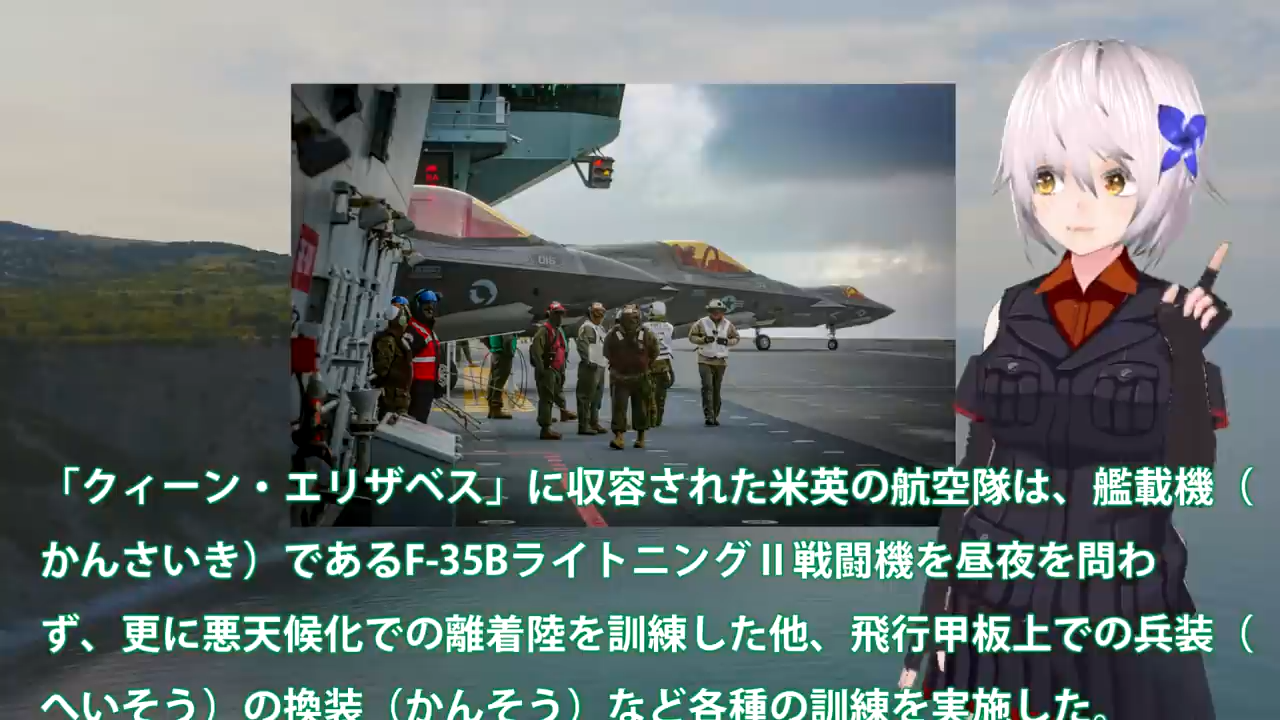 015
「クィーン・エリザベス」に収容された米英の航空隊は、艦載機（
かんさいき）であるF-35BライトニングⅡ戦闘機を昼夜を問わ
ず、更に悪天候化での離着陸を訓練した他、飛行甲板上での兵装（
へいそう）の換装（かんそう）など各種の訓練を実施した。